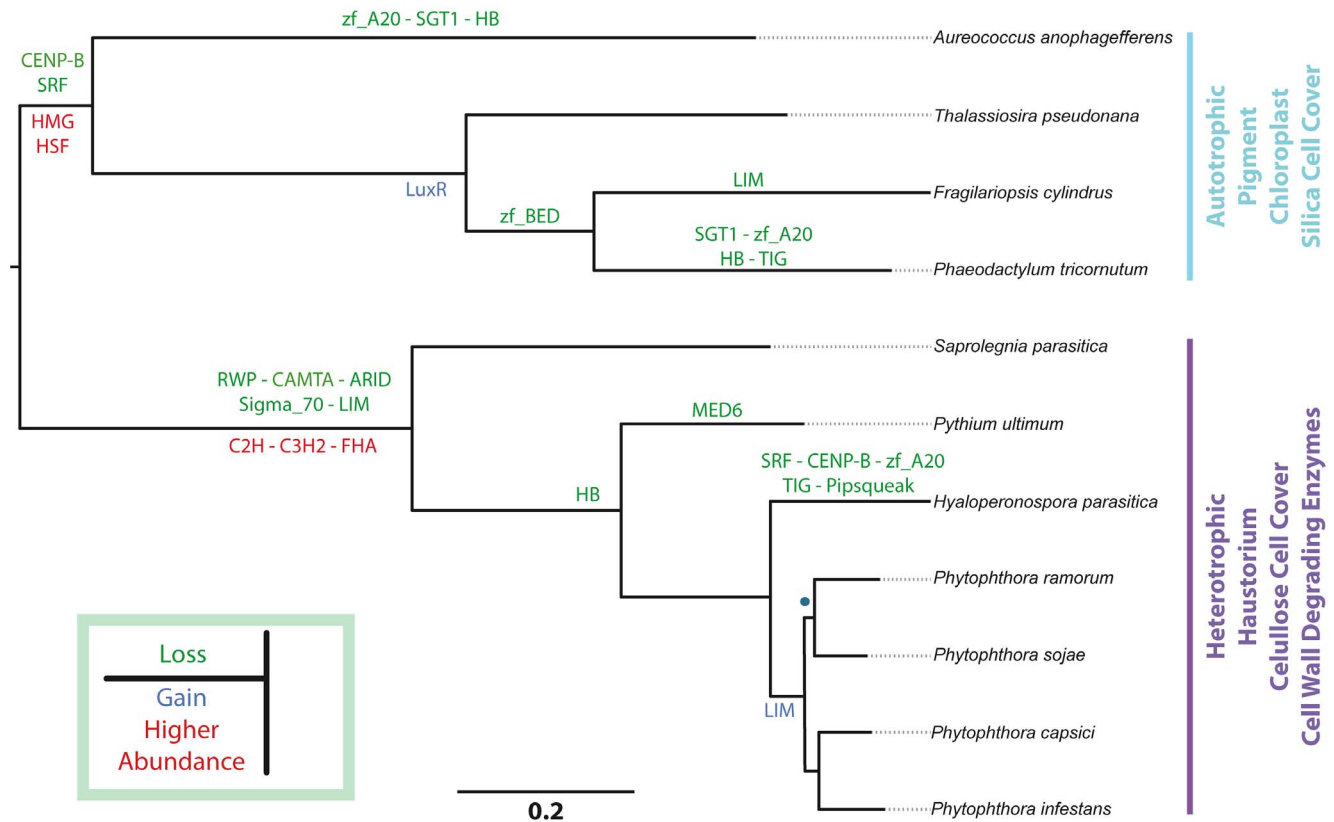 zf_A20 - SGT1 - HB
Aureococcus anophagefferens
CENP-B
SRF
HMG
HSF
Thalassiosira pseudonana
LuxR
LIM
Fragilariopsis cylindrus
zf_BED
SGT1 - zf_A20
HB - TIG
Phaeodactylum tricornutum
Autotrophic
Pigment
Chloroplast
Silica Cell Cover
Saprolegnia parasitica
RWP - CAMTA - ARID
Sigma_70 - LIM
C2H - C3H2 - FHA
MED6
Pythium ultimum
SRF - CENP-B - zf_A20
TIG - Pipsqueak
HB
Hyaloperonospora parasitica
Phytophthora ramorum
Phytophthora sojae
LIM
Phytophthora capsici
Phytophthora infestans
Heterotrophic
Haustorium
Celullose Cell Cover
Cell Wall Degrading Enzymes
Loss
Gain
Higher
Abundance
0.2